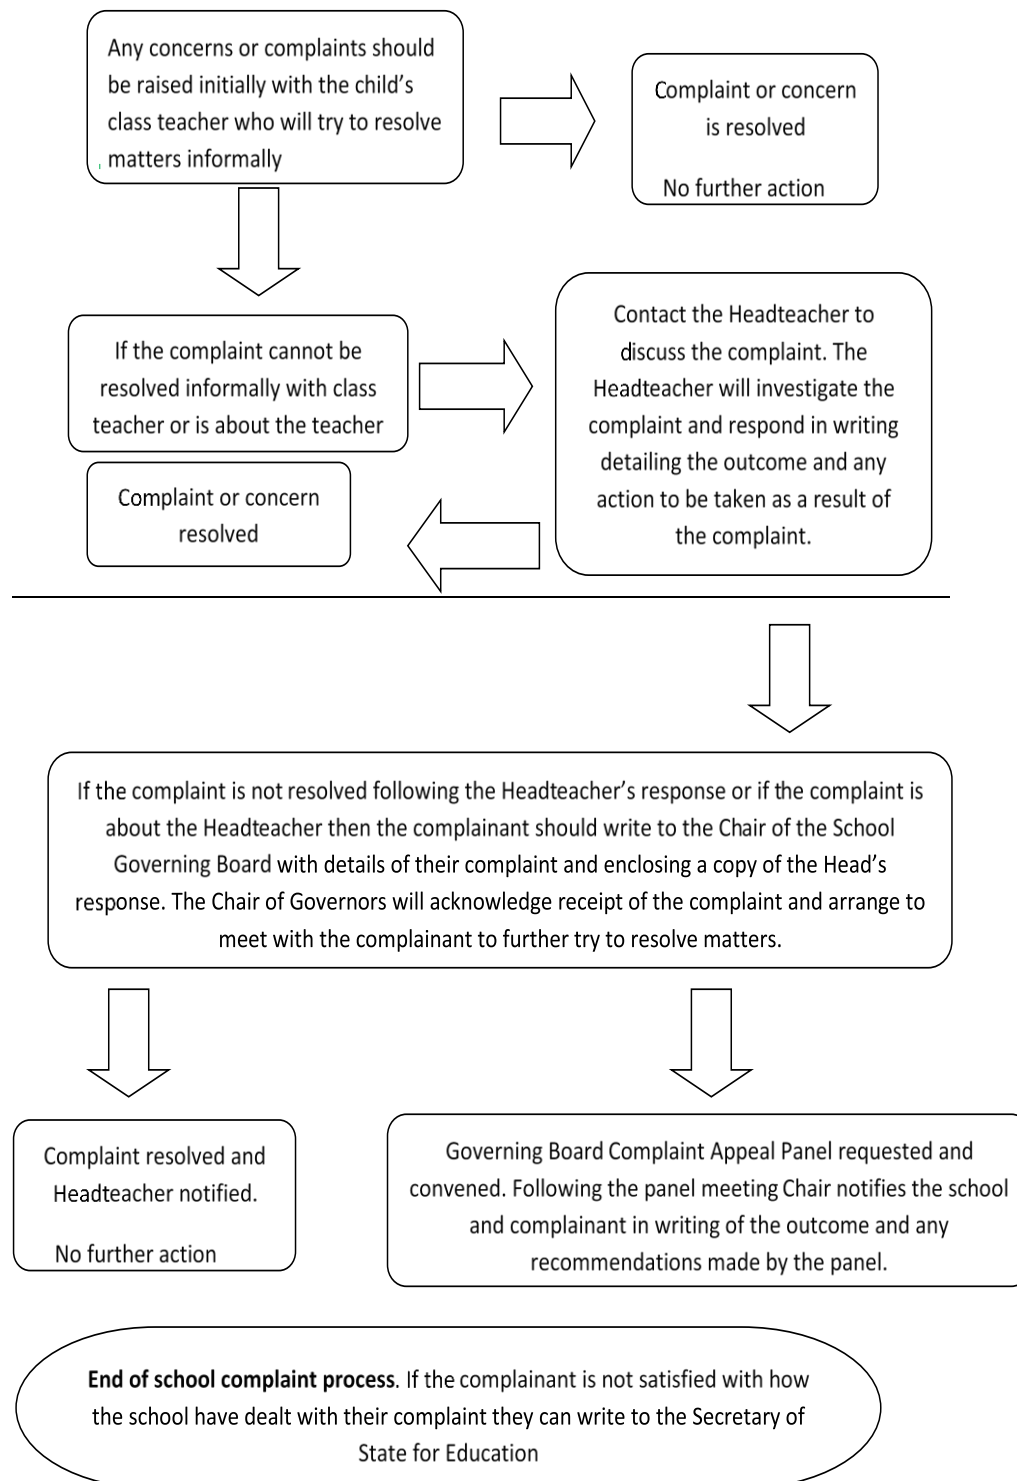 Any concerns or complaints should
be raised initially with the child’s
class teacher who will try to resolve
matters informally
Complaint or concern
is resolved
No further action
If the complaint cannot be
resolved informally with class
teacher or is about the teacher
Contact the Headteacher to
discuss the complaint. The
Headteacher will investigate the
complaint and respond in writing
detailing the outcome and any
action to be taken as a result of
the complaint.
Complaint or concern
resolved
If the complaint is not resolved following the Headteacher’s response or if the complaint is
about the Headteacher then the complainant should write to the Chair of the School
Governing Board with details of their complaint and enclosing a copy of the Head’s
response. The Chair of Governors will acknowledge receipt of the complaint and arrange to
meet with the complainant to further try to resolve matters.
Complaint resolved and
Headteacher notified.
No further action
Governing Board Complaint Appeal Panel requested and
convened. Following the panel meeting Chair notifies the school
and complainant in writing of the outcome and any
recommendations made by the panel.
End of school complaint process. If the complainant is not satisfied with how
the school have dealt with their complaint they can write to the Secretary of
State for Education